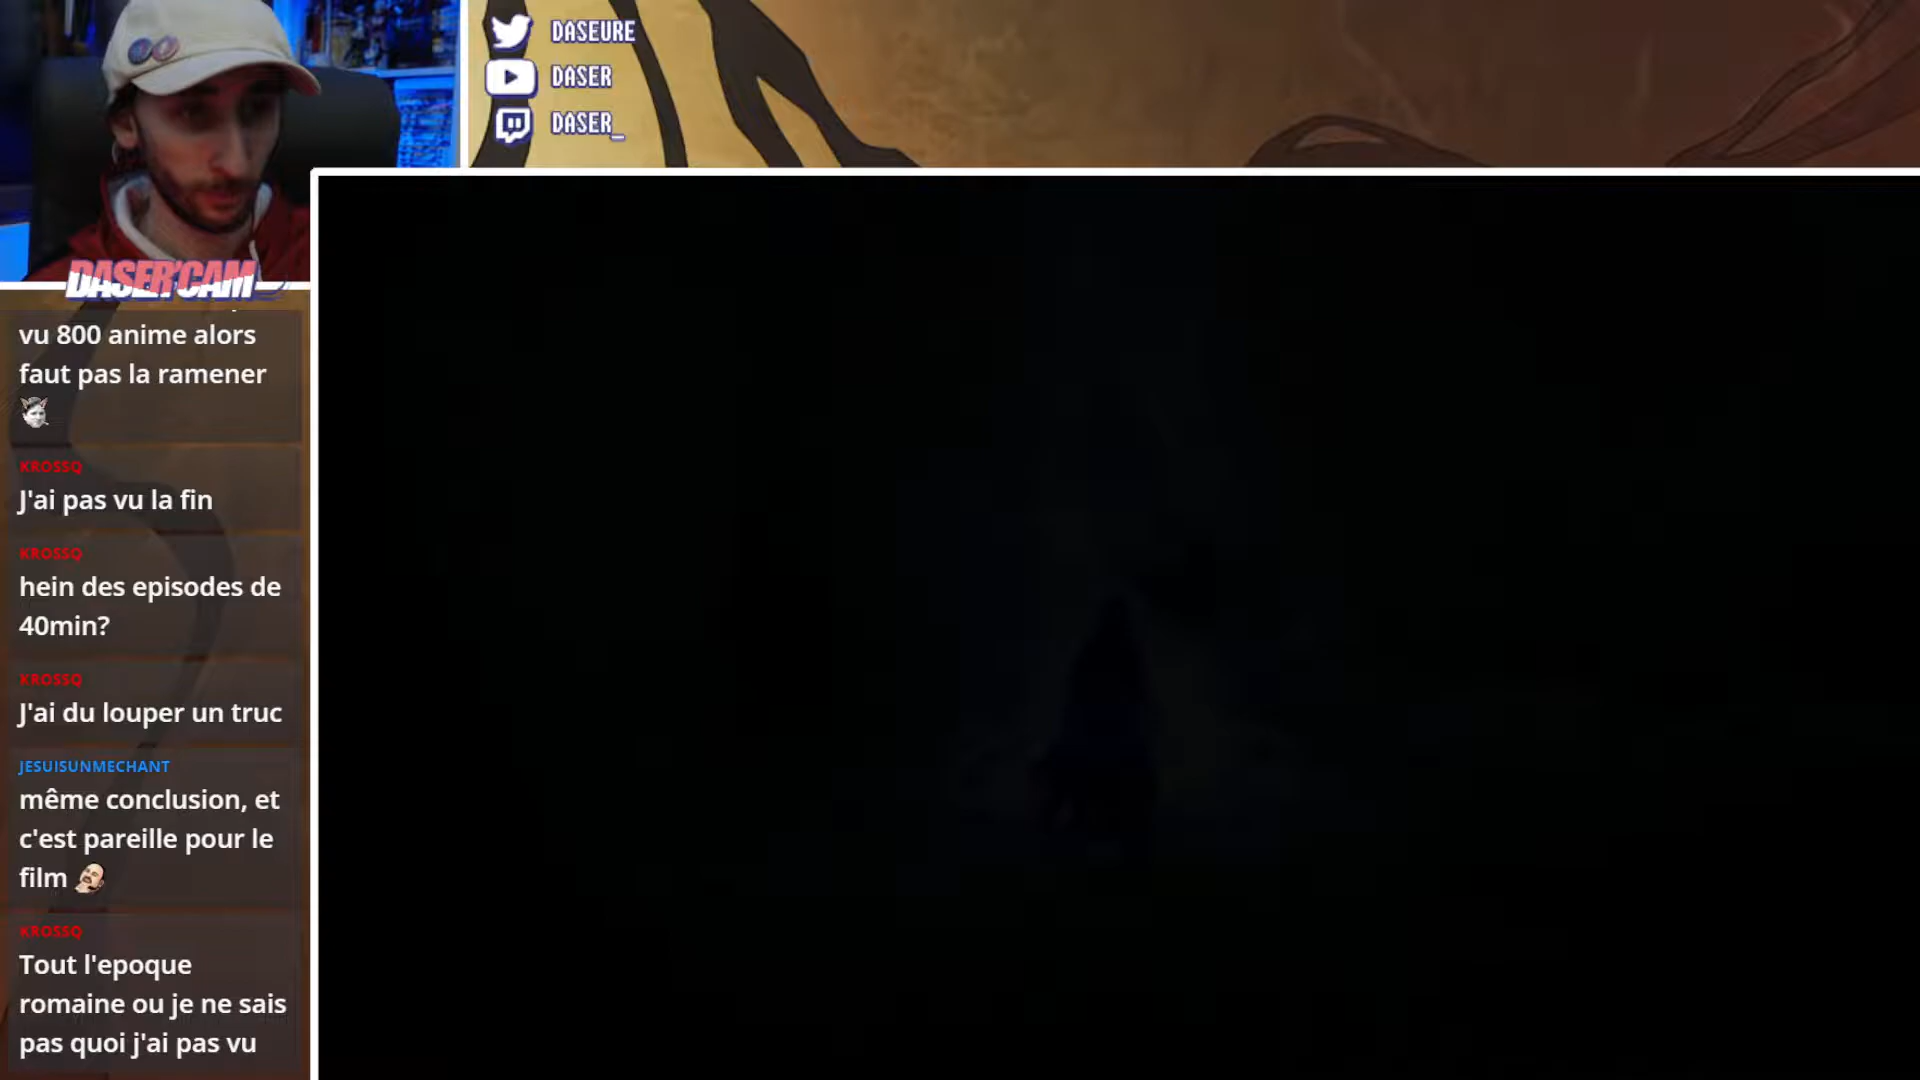 DASEURE
DASER
DASER_
DASER'CAM
vu 800 anime alors
faut pas la ramener
KROSSQ
J'ai pas vu la fin
KROSSQ
hein des episodes de
40min?
KROSSQ
J'ai du louper un truc
JESUISUNMECHANT
même conclusion, et
c'est pareille pour le
film
KROSSQ
Tout l'epoque
romaine ou je ne sais
pas quoi j'ai pas vu